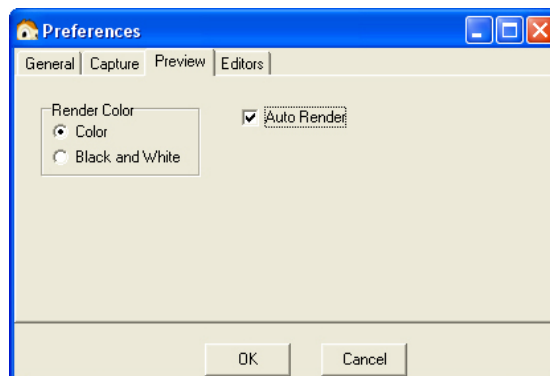 Preferences
General Capture Preview Editors
Render Color
Color
Black and White
Auto Render
OK Cancel